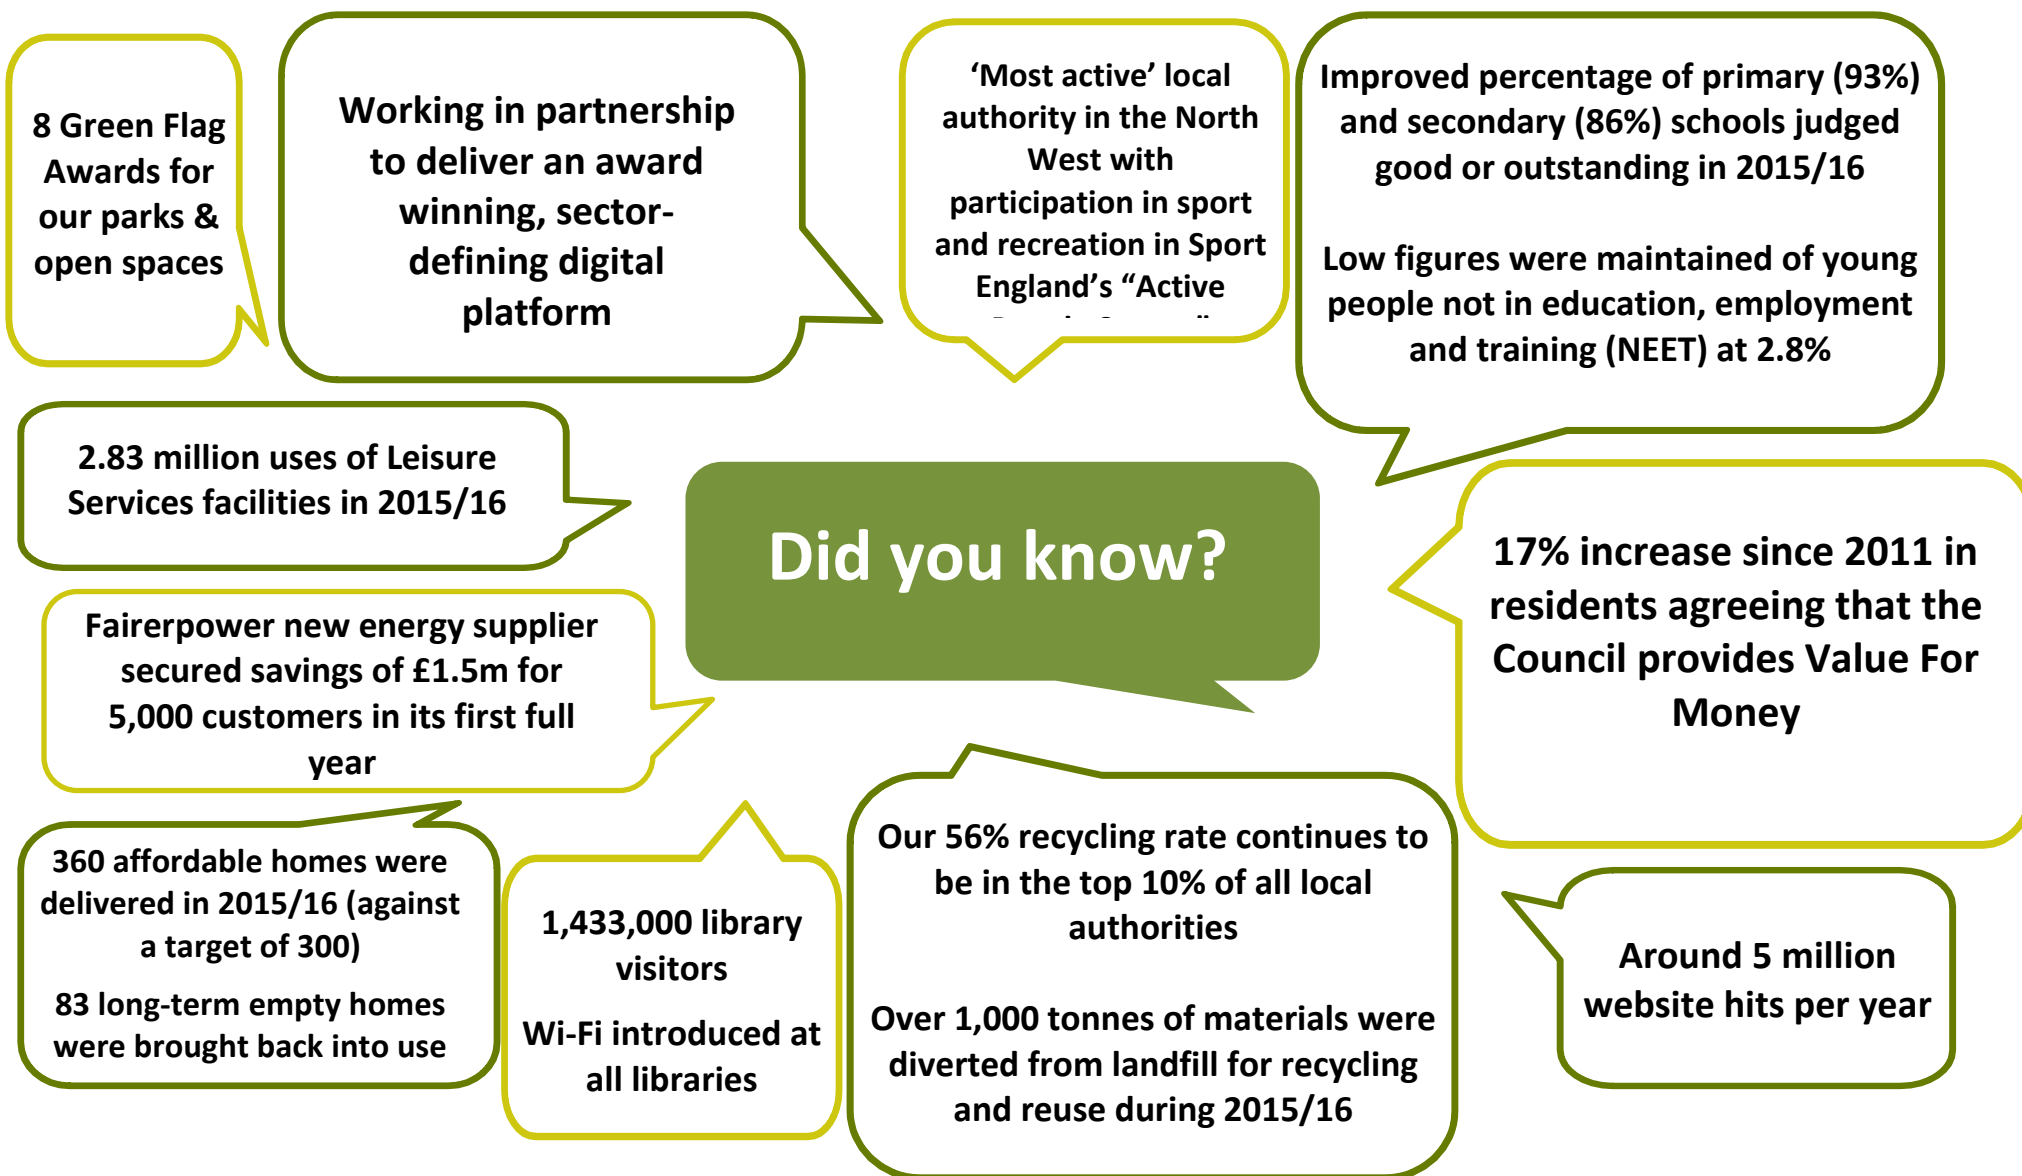 8 Green Flag
Awards for
our parks &
open spaces
Working in partnership
to deliver an award
winning, sector-
defining digital
platform
‘Most active’ local
authority in the North
West with
participation in sport
and recreation in Sport
England’s “Active
Improved percentage of primary (93%)
and secondary (86%) schools judged
good or outstanding in 2015/16
Low figures were maintained of young
people not in education, employment
and training (NEET) at 2.8%
2.83 million uses of Leisure
Services facilities in 2015/16
Did you know?
17% increase since 2011 in
residents agreeing that the
Council provides Value For
Money
Fairerpower new energy supplier
secured savings of £1.5m for
5,000 customers in its first full
year
360 affordable homes were
delivered in 2015/16 (against
a target of 300)
83 long-term empty homes
were brought back into use
1,433,000 library
visitors
Wi-Fi introduced at
all libraries
Our 56% recycling rate continues to
be in the top 10% of all local
authorities
Over 1,000 tonnes of materials were
diverted from landfill for recycling
and reuse during 2015/16
Around 5 million
website hits per year